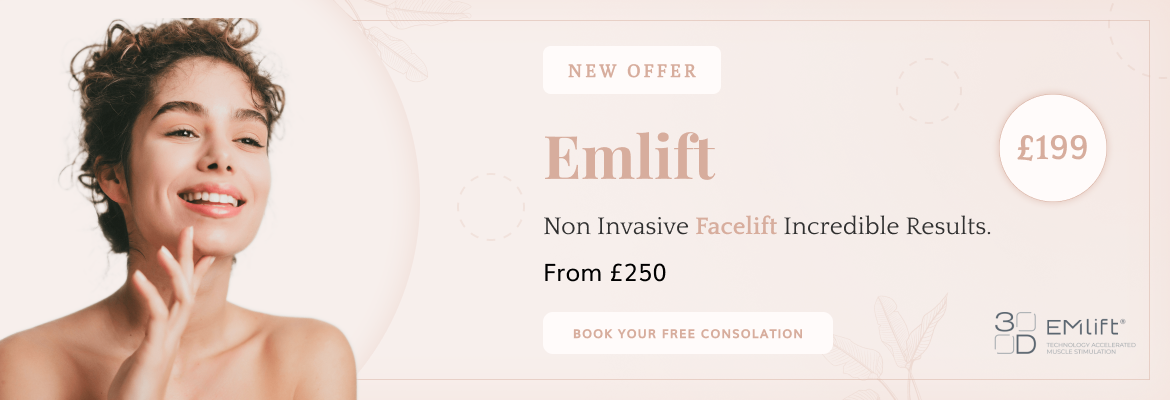 NEW OFFER
Emlift
£199
Non Invasive Facelift Incredible Results.
From £250
BOOK YOUR FREE CONSOLATION
3D EMlift®
TECHNOLOGY ACCELERATED
MUSCLE STIMULATION